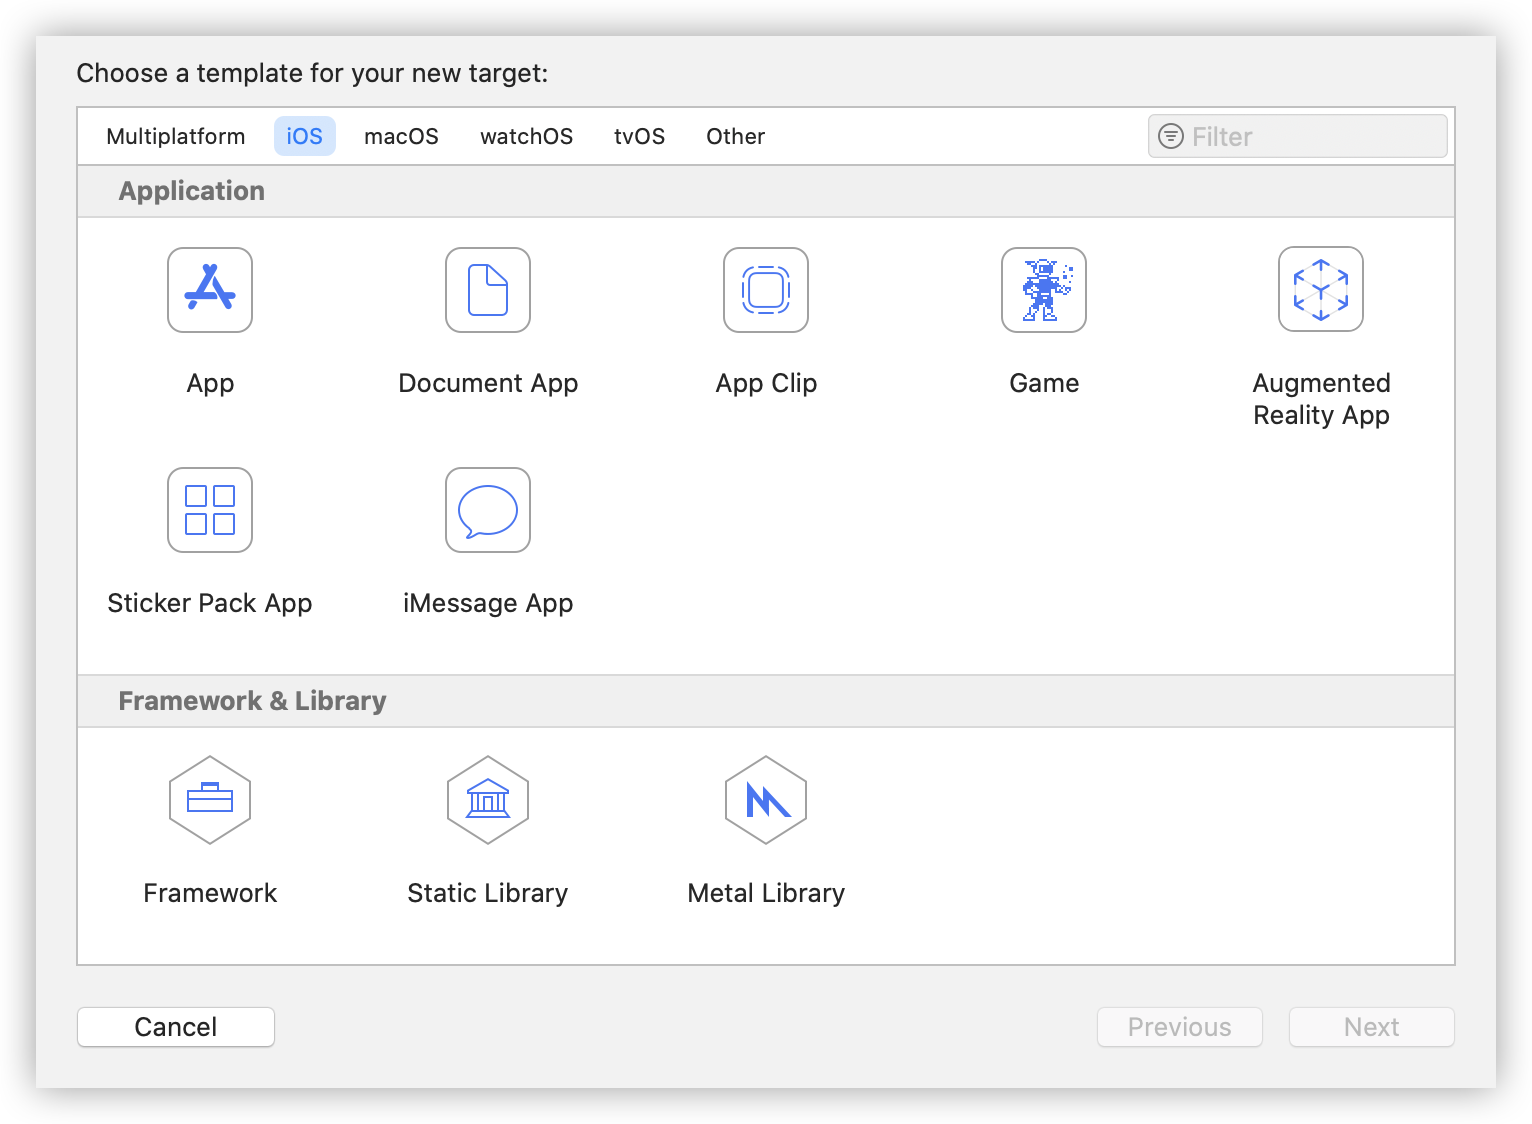 Choose a template for your new target:
Multiplatform iOS macOS watchOS tvOS Other Filter
Application
App Document App App Clip Game Augmented
Reality App
Sticker Pack App iMessage App
Framework & Library
Framework Static Library Metal Library
Cancel Previous Next